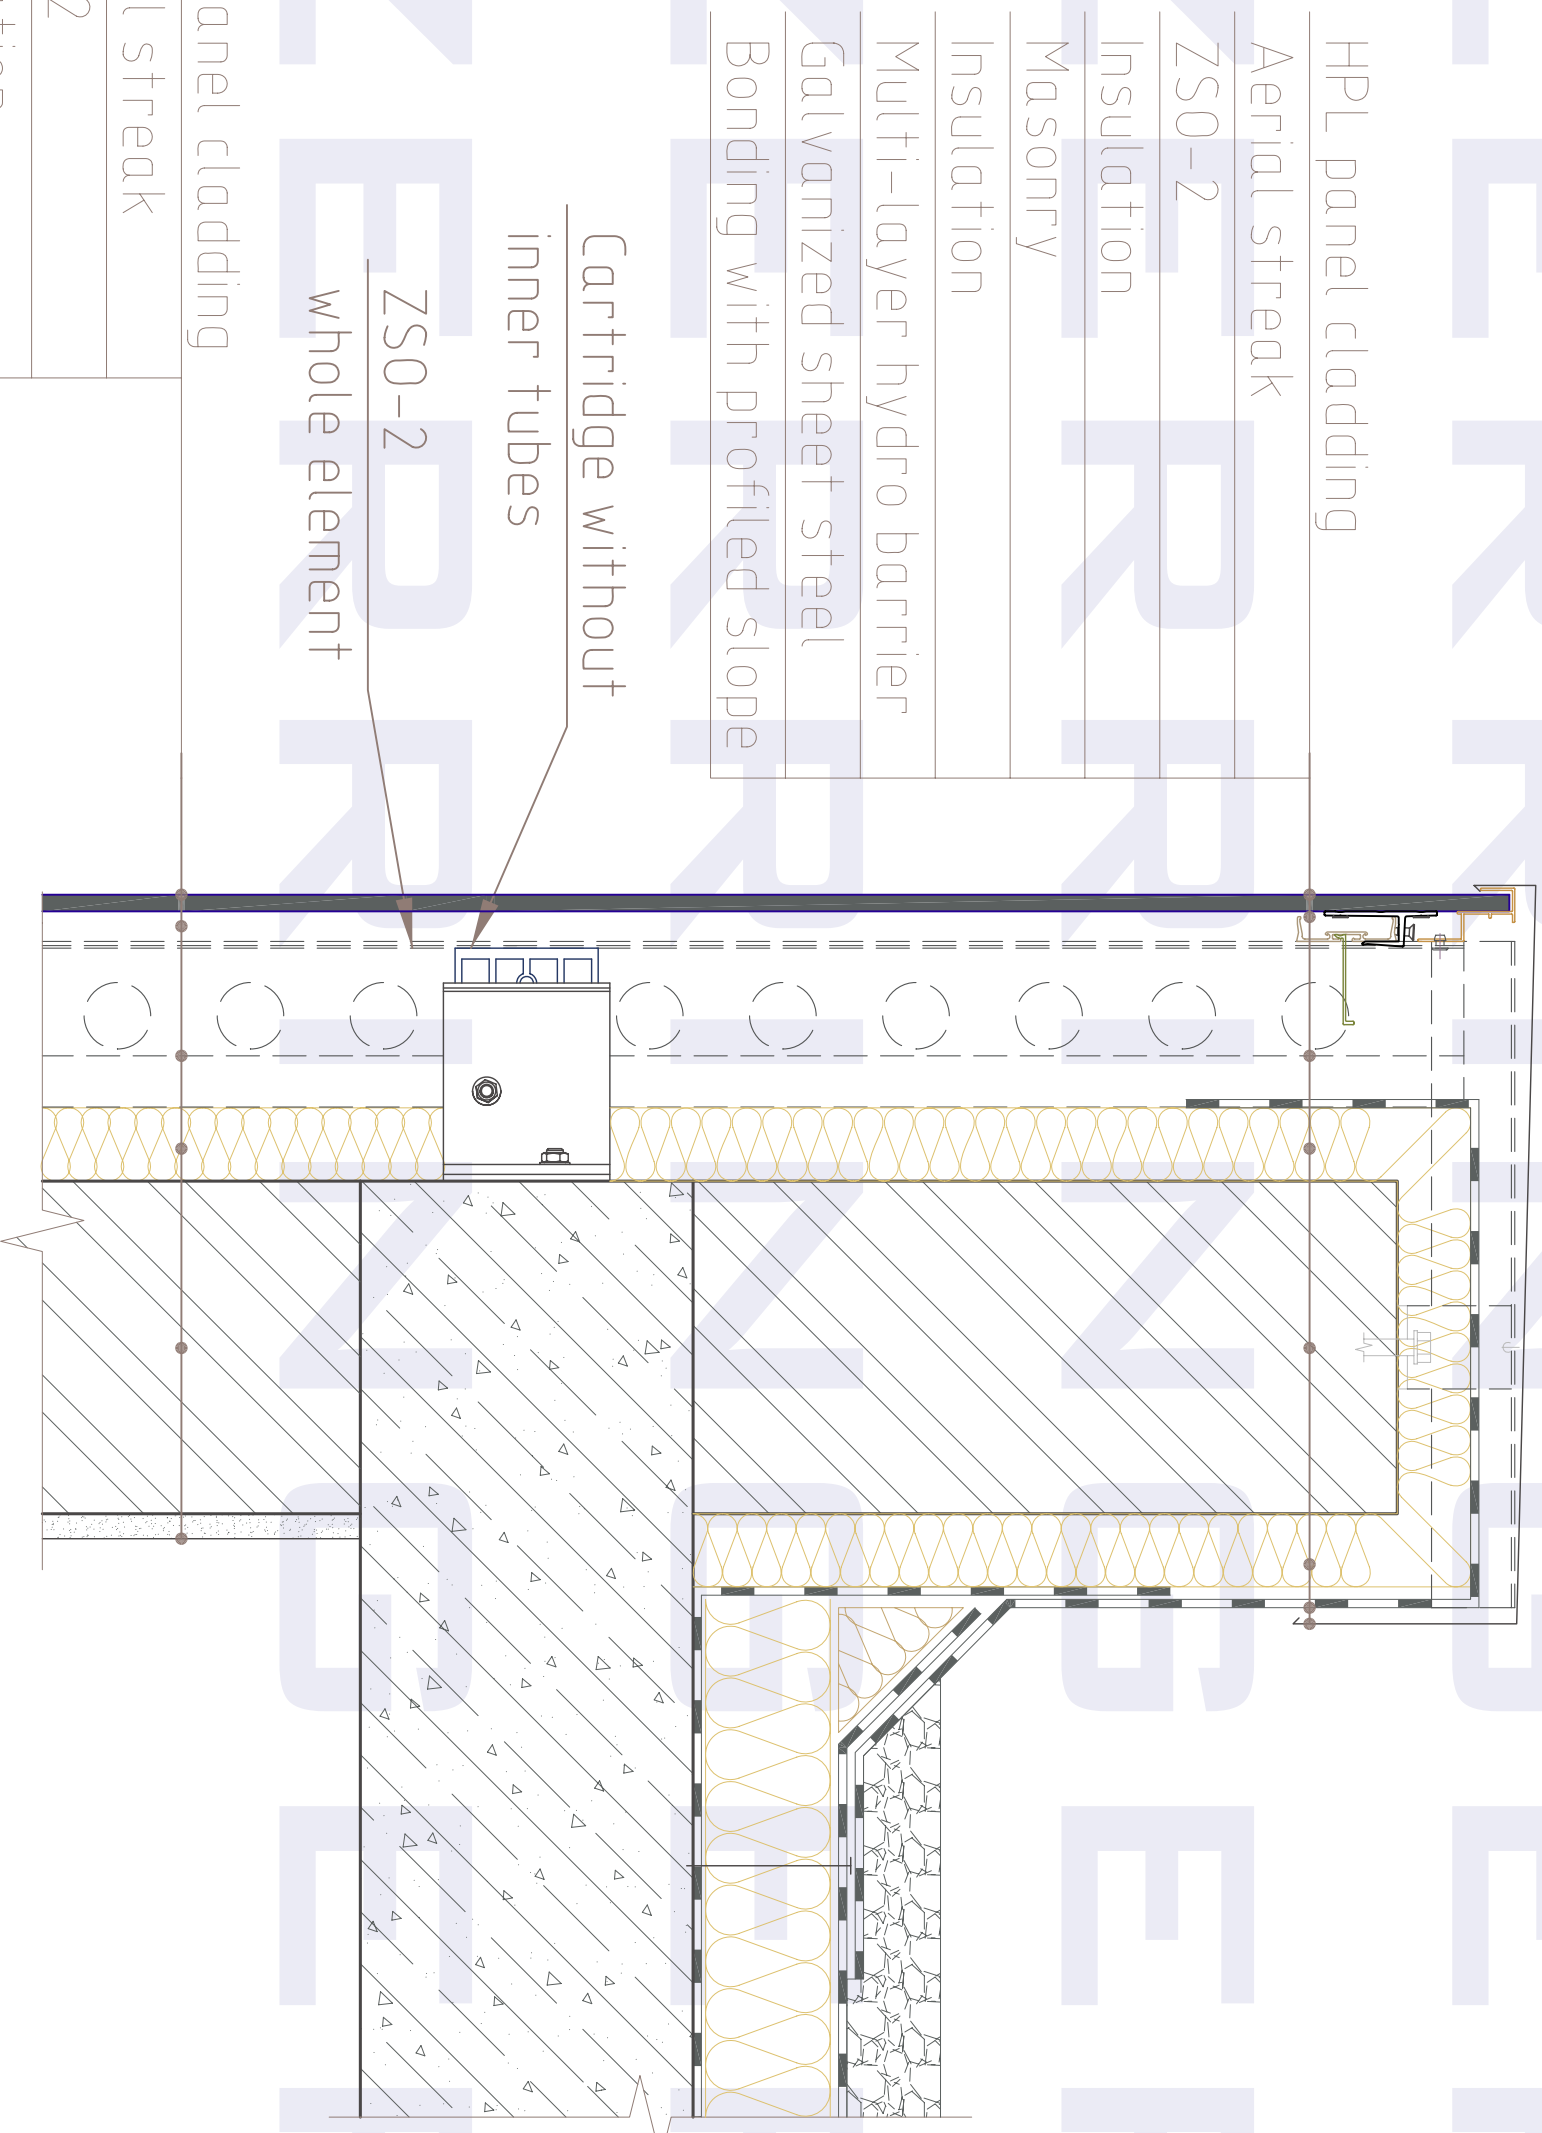 HPL panel cladding
Aerial streak
ZSO-2
Insulation
Masonry
Insulation
Multi-layer hydro barrier
Galvanized sheet steel
Bonding with profiled slope
Cartridge without
inner tubes
ZSO-2
whole element
anel cladding
l streak
2